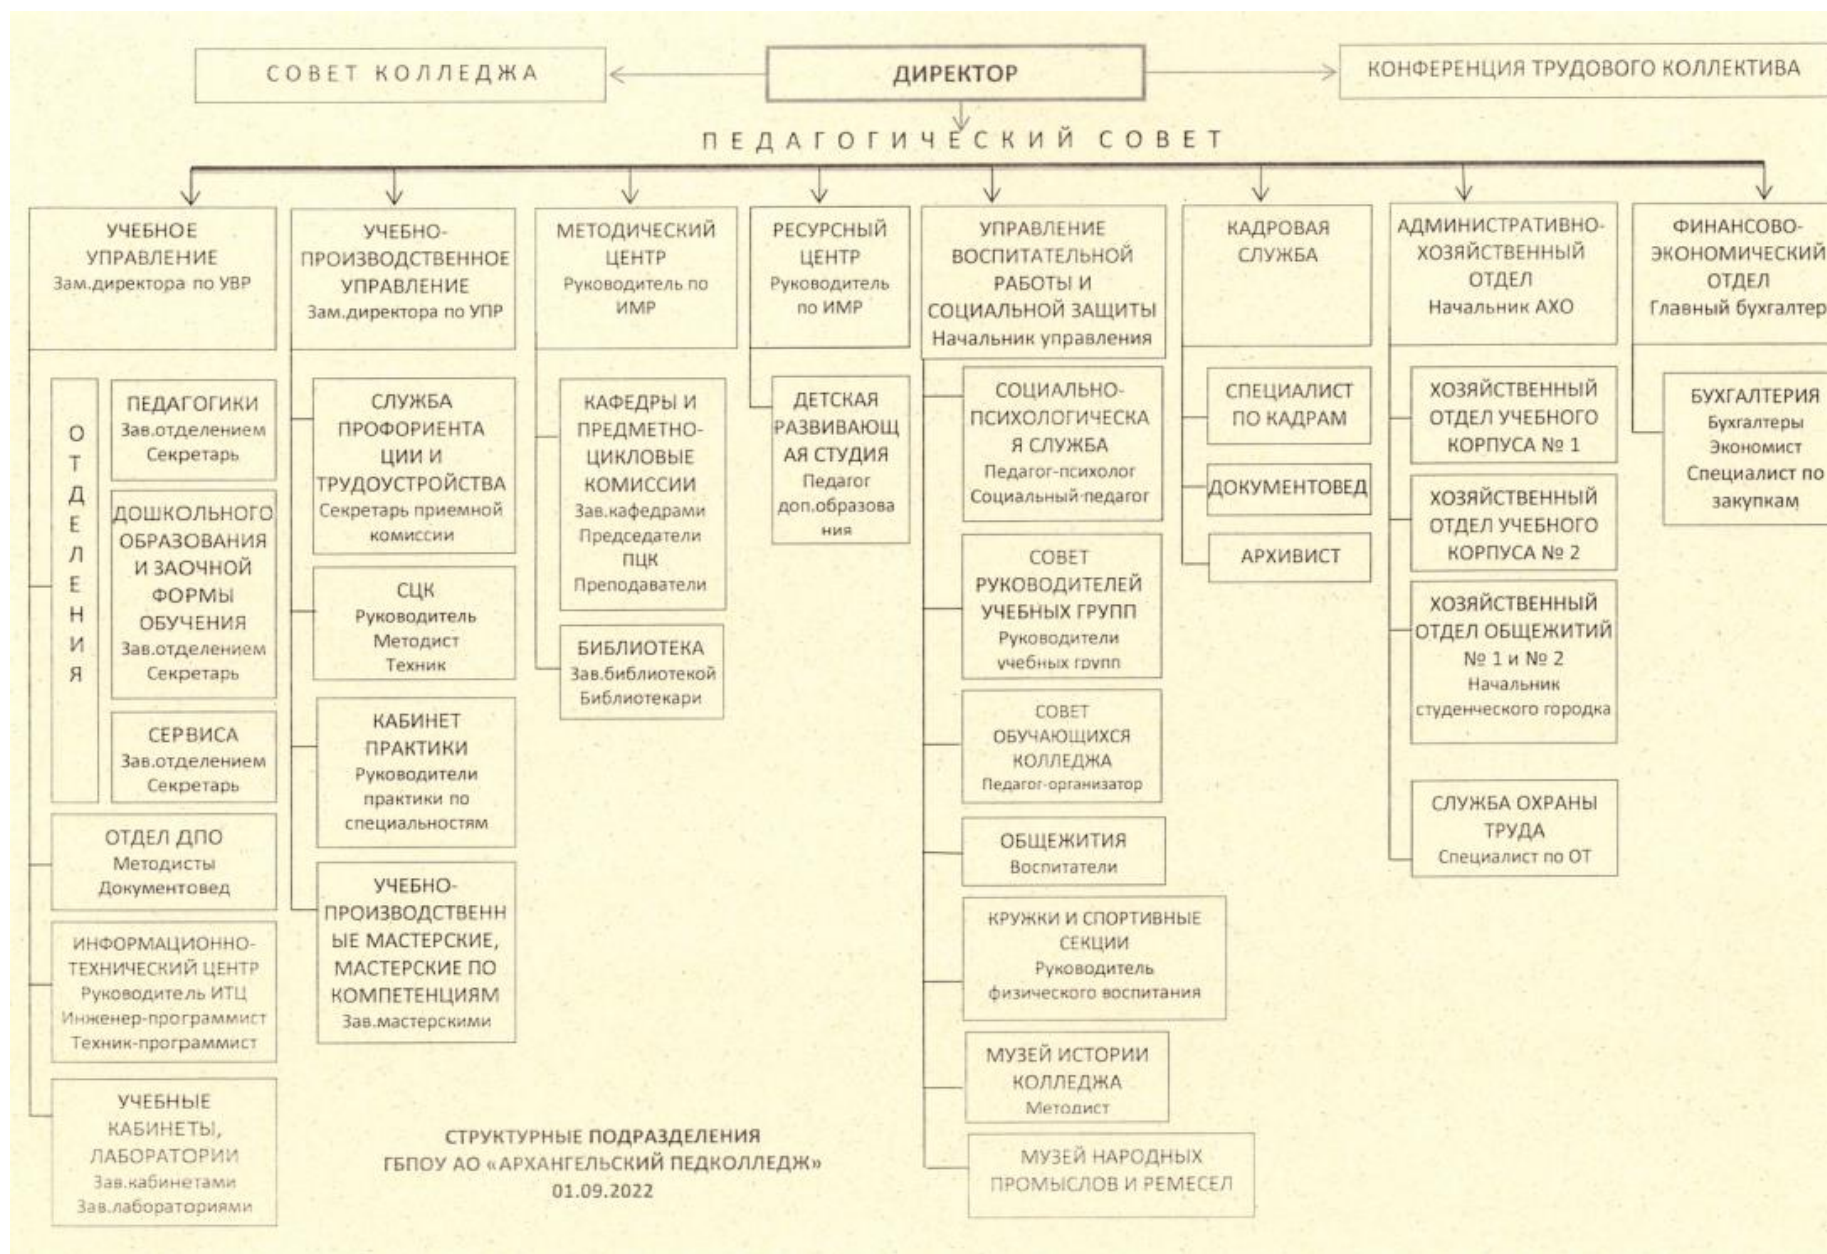 СОВЕТ КОЛЛЕДЖА
ДИРЕКТОР
КОНФЕРЕНЦИЯ ТРУДОВОГО КОЛЛЕКТИВА
ПЕДАГОГИЧЕСКИЙ СОВЕТ
УЧЕБНОЕ
УПРАВЛЕНИЕ
Зам.директора по УВР
УЧЕБНО-
ПРОИЗВОДСТВЕННОЕ
УПРАВЛЕНИЕ
Зам.директора по УПР
МЕТОДИЧЕСКИЙ
ЦЕНТР
Руководитель по
ИМР
РЕСУРСНЫЙ
ЦЕНТР
Руководитель
по ИМР
УПРАВЛЕНИЕ
ВОСПИТАТЕЛЬНОЙ
РАБОТЫ И
СОЦИАЛЬНОЙ ЗАЩИТЫ
Начальник управления
КАДРОВАЯ
СЛУЖБА
АДМИНИСТРАТИВНО-
ХОЗЯЙСТВЕННЫЙ
ОТДЕЛ
Начальник АХО
ФИНАНСОВО-
ЭКОНОМИЧЕСКИЙ
ОТДЕЛ
Главный бухгалтер
ОТДЕЛЕНИЯ
ПЕДАГОГИКИ
Зав.отделением
Секретарь
ДОШКОЛЬНОГО
ОБРАЗОВАНИЯ
И ЗАОЧНОЙ
ФОРМЫ
ОБУЧЕНИЯ
Зав.отделением
Секретарь
СЕРВИСА
Зав.отделением
Секретарь
ОТДЕЛ ДПО
Методисты
Документовед
ИНФОРМАЦИОННО-
ТЕХНИЧЕСКИЙ ЦЕНТР
Руководитель ИТЦ
Инженер-программист
Техник-программист
УЧЕБНЫЕ
КАБИНЕТЫ,
ЛАБОРАТОРИИ
Зав.кабинетами
Зав.лабораториями
СЛУЖБА
ПРОФОРИЕНТА
ЦИИ И
ТРУДОУСТРОЙСТВА
Секретарь приемной
комиссии
СЦК
Руководитель
Методист
Техник
КАБИНЕТ
ПРАКТИКИ
Руководители
практики по
специальностям
УЧЕБНО-
ПРОИЗВОДСТВЕНН
ЫЕ МАСТЕРСКИЕ,
МАСТЕРСКИЕ ПО
КОМПЕТЕНЦИЯМ
Зав.мастерскими
КАФЕДРЫ И
ПРЕДМЕТНО-
ЦИКЛОВЫЕ
КОМИССИИ
Зав.кафедрами
Председатели
ПЦК
Преподаватели
БИБЛИОТЕКА
Зав.библиотекой
Библиотекари
ДЕТСКАЯ
РАЗВИВАЮЩ
АЯ СТУДИЯ
Педагог
доп.образова
ния
СОЦИАЛЬНО-
ПСИХОЛОГИЧЕСКА
Я СЛУЖБА
Педагог-психолог
Социальный-педагог
СОВЕТ
РУКОВОДИТЕЛЕЙ
УЧЕБНЫХ ГРУПП
Руководители
учебных групп
СОВЕТ
ОБУЧАЮЩИХСЯ
КОЛЛЕДЖА
Педагог-организатор
ОБЩЕЖИТИЯ
Воспитатели
КРУЖКИ И СПОРТИВНЫЕ
СЕКЦИИ
Руководитель
физического воспитания
МУЗЕЙ ИСТОРИИ
КОЛЛЕДЖА
Методист
МУЗЕЙ НАРОДНЫХ
ПРОМЫСЛОВ И РЕМЕСЕЛ
СПЕЦИАЛИСТ
ПО КАДРАМ
ДОКУМЕНТОВЕД
АРХИВИСТ
ХОЗЯЙСТВЕННЫЙ
ОТДЕЛ УЧЕБНОГО
КОРПУСА № 1
ХОЗЯЙСТВЕННЫЙ
ОТДЕЛ УЧЕБНОГО
КОРПУСА № 2
ХОЗЯЙСТВЕННЫЙ
ОТДЕЛ ОБЩЕЖИТИЙ
№ 1 и № 2
Начальник
студенческого городка
СЛУЖБА ОХРАНЫ
ТРУДА
Специалист по ОТ
БУХГАЛТЕРИЯ
Бухгалтеры
Экономист
Специалист по
закупкам
СТРУКТУРНЫЕ ПОДРАЗДЕЛЕНИЯ
ГБПОУ АО «АРХАНГЕЛЬСКИЙ ПЕДКОЛЛЕДЖ»
01.09.2022